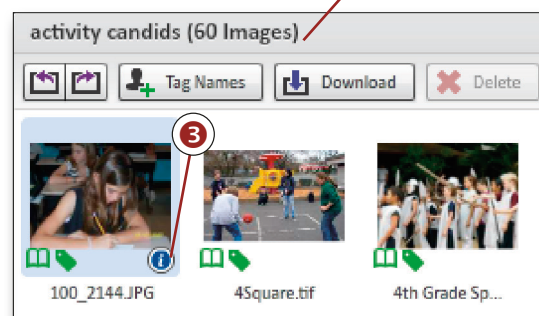 activity candids (60 Images)
Tag Names Download Delete
3
i
100_2144.JPG 4Square.tif 4th Grade Sp...